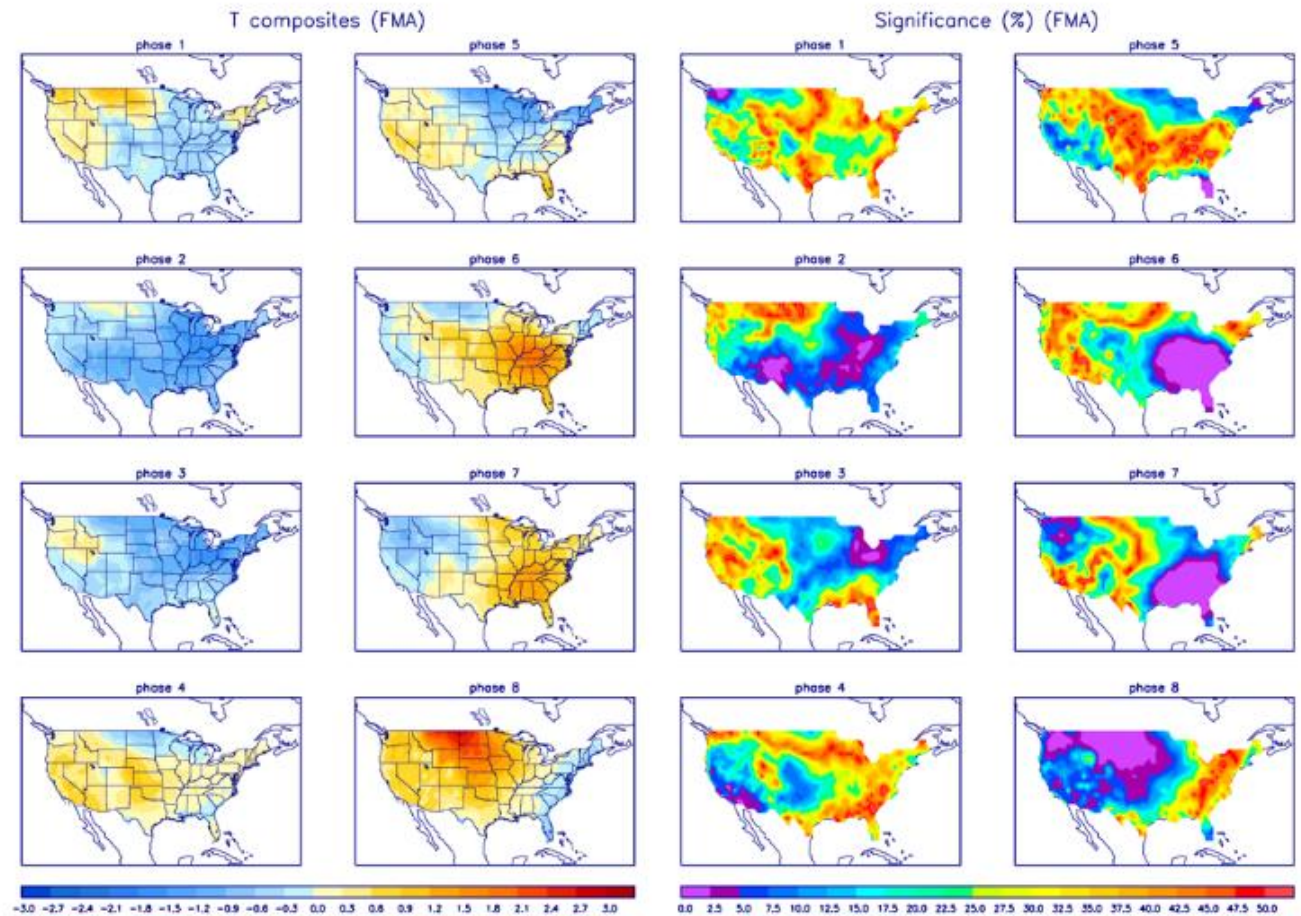 T composites (FMA) Significance (%) (FMA)
phase 1 phase 5 phase 1 phase 5
phase 2 phase 6 phase 2 phase 6
phase 3 phase 7 phase 3 phase 7
phase 4 phase 8 phase 4 phase 8
-3.0 -2.7 -2.4 -2.1 -1.8 -1.5 -1.2 -0.9 -0.6 -0.3 0.0 0.3 0.6 0.9 1.2 1.5 1.8 2.1 2.4 2.7 3.0 0.0 2.5 5.0 7.5 10.0 12.5 15.0 17.5 20.0 22.5 25.0 27.5 30.0 32.5 35.0 37.5 40.0 42.5 45.0 47.5 50.0